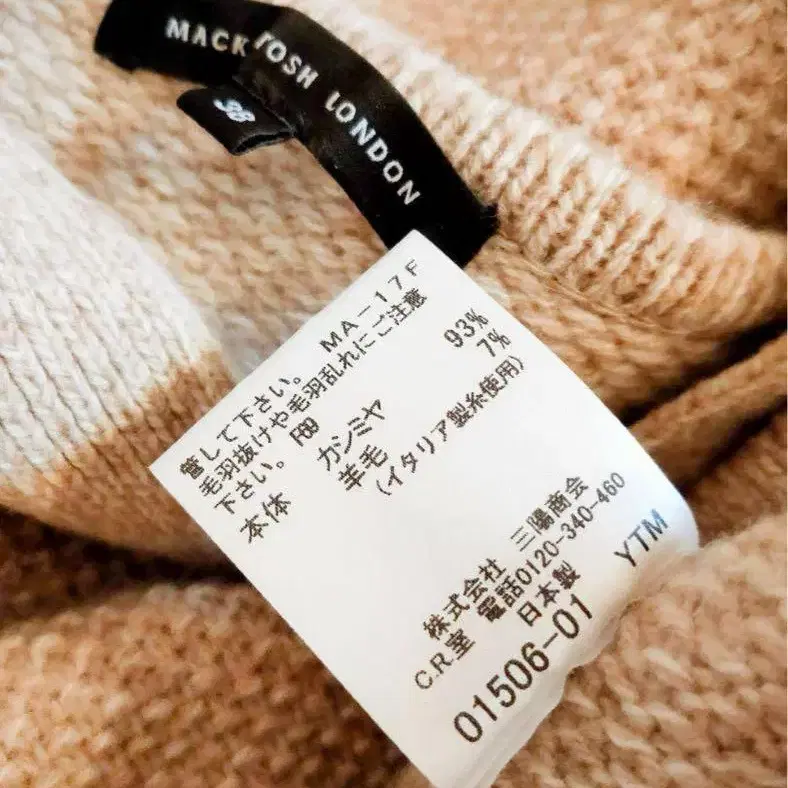 MACKINTOSH LONDON
38
管して下さい。 MA-17F
毛羽抜けや毛羽乱れにご注意
下さい。 F89
本体 カシミヤ 93%
羊毛 7%
(イタリア製糸使用)
株式会社 三陽商会
C.R室 電話0120-340-460
日本製 YTM
01506-01